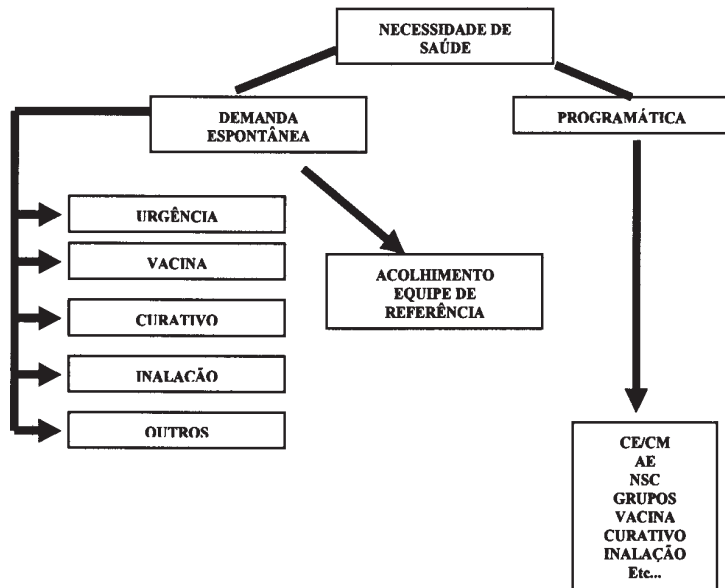 NECESSIDADE DE
SAÚDE
DEMANDA
ESPONTÂNEA
PROGRAMÁTICA
URGÊNCIA
VACINA
CURATIVO
INALAÇÃO
OUTROS
ACOLHIMENTO
EQUIPE DE
REFERÊNCIA
CE/CM
AE
NSC
GRUPOS
VACINA
CURATIVO
INALAÇÃO
Etc...